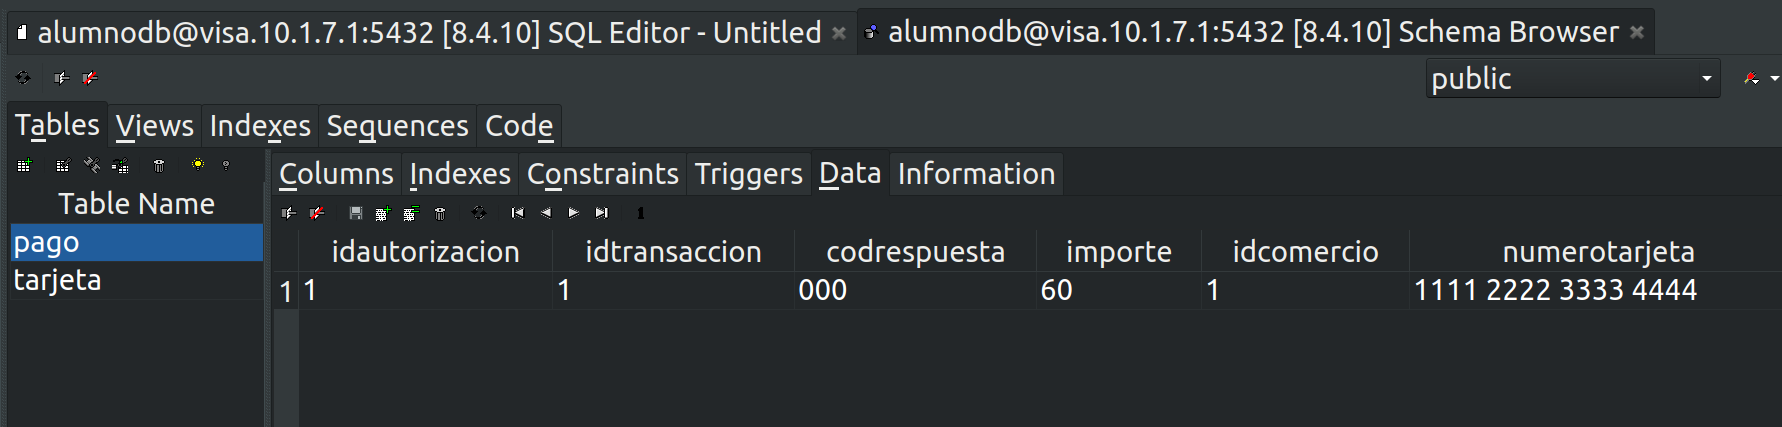 alumnodb@visa.10.1.7.1:5432 [8.4.10] SQL Editor - Untitled alumnodb@visa.10.1.7.1:5432 [8.4.10] Schema Browser
public
Tables Views Indexes Sequences Code
Columns Indexes Constraints Triggers Data Information
Table Name
1
pago
tarjeta
idautorizacion idtransaccion codrespuesta importe idcomercio numerotarjeta
1 1 1 000 60 1 1111 2222 3333 4444